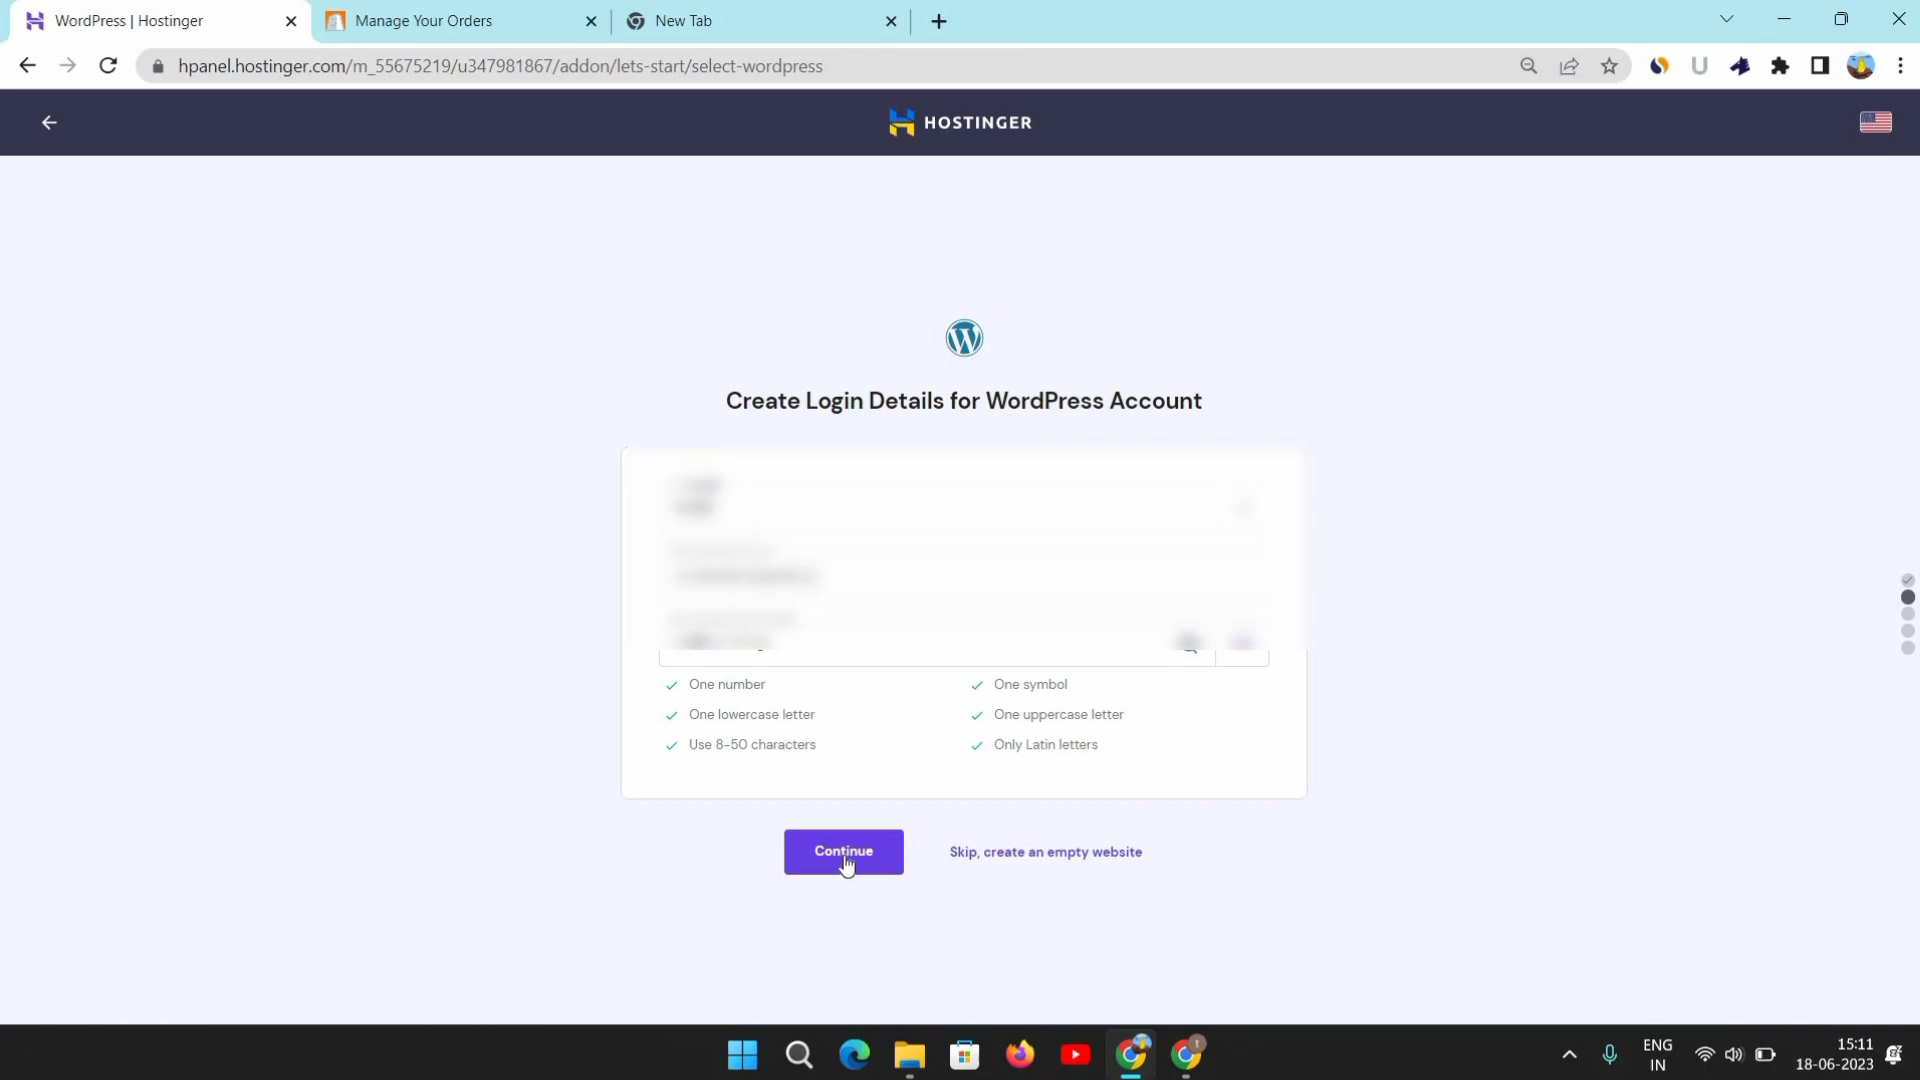 WordPress | Hostinger
Manage Your Orders
New Tab
hpanel.hostinger.com/m_55675219/u347981867/addon/lets-start/select-wordpress
HOSTINGER
Create Login Details for WordPress Account
One number
One symbol
One lowercase letter
One uppercase letter
Use 8-50 characters
Only Latin letters
Continue
Skip, create an empty website
ENG
IN
15:11
18-06-2023